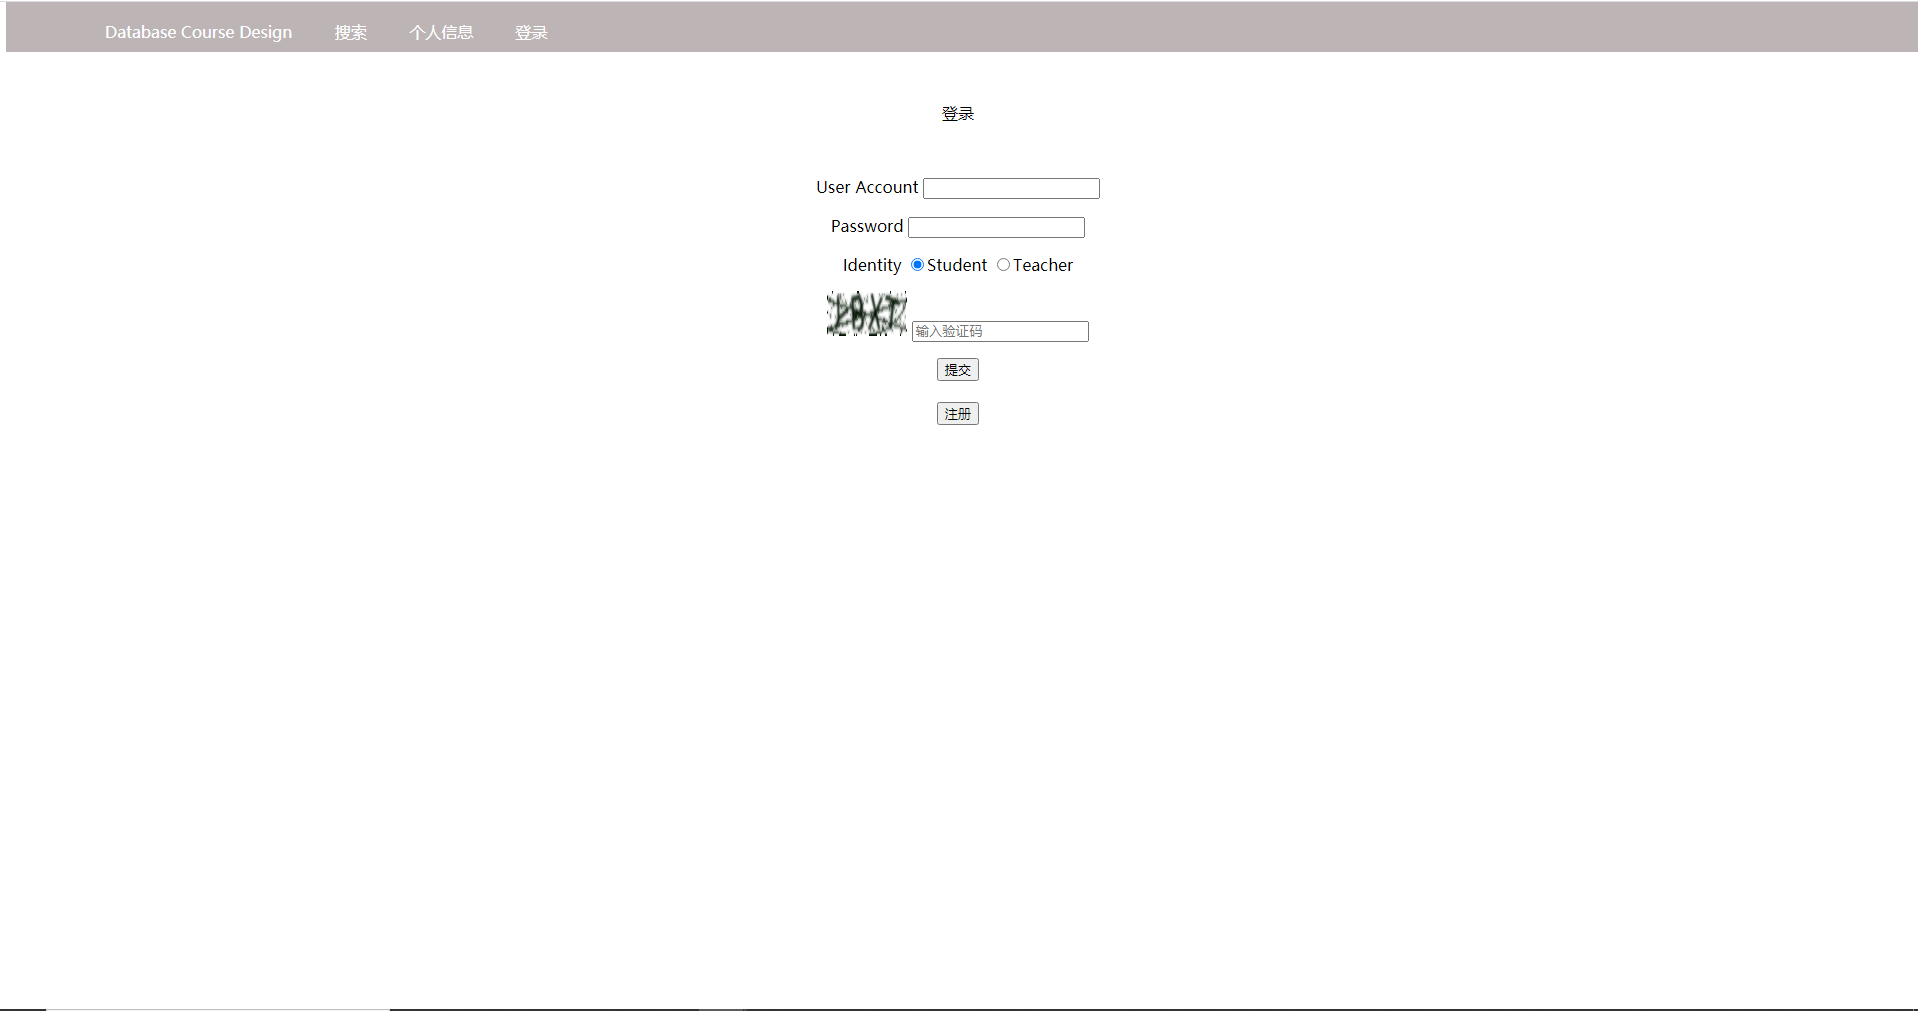 Database Course Design 搜索 个人信息 登录
登录
User Account
Password
Identity Student Teacher
输入验证码
提交
注册